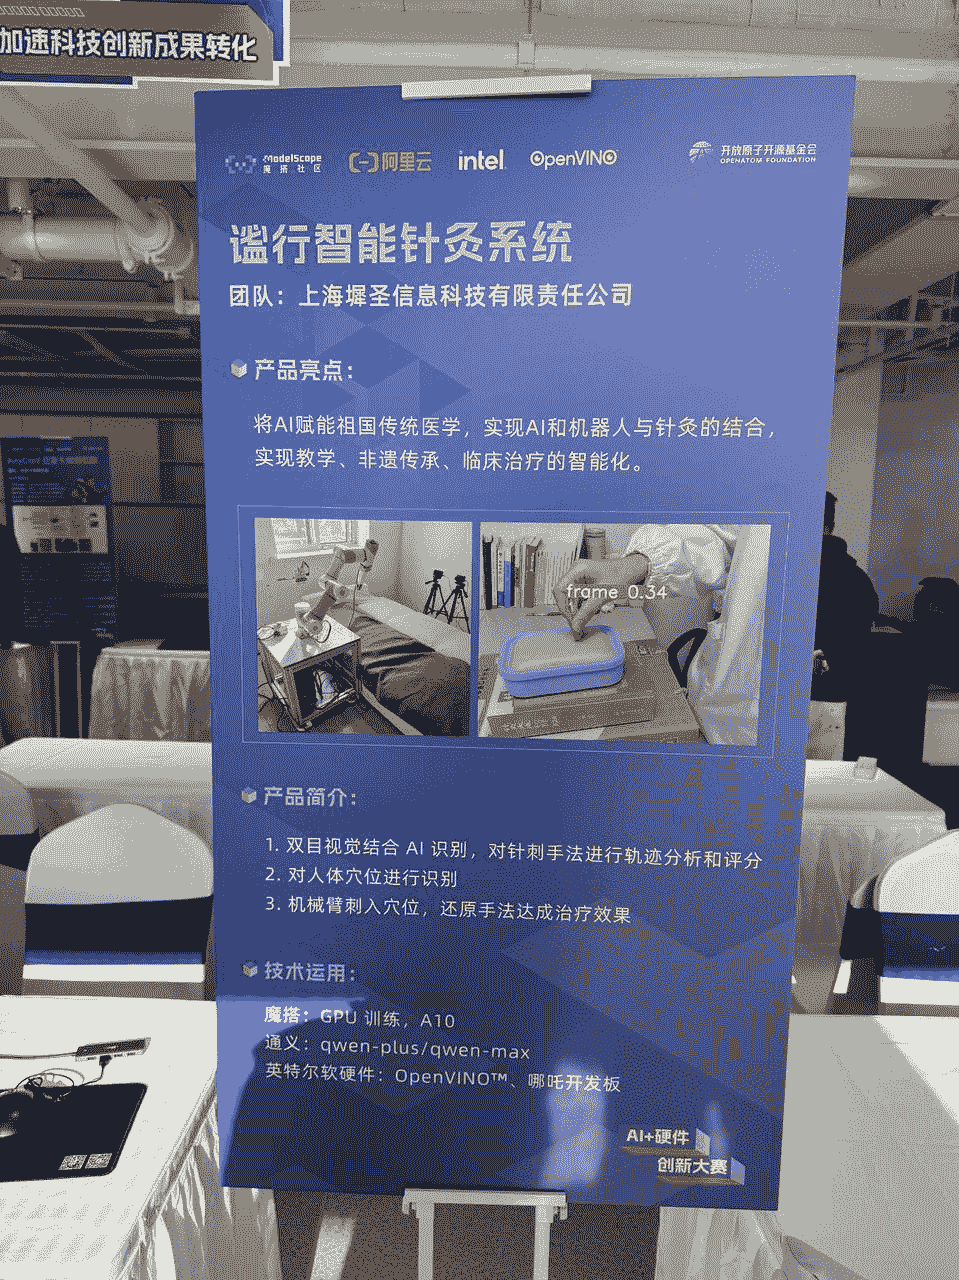 加速科技创新成果转化
ModelScope
魔搭社区
阿里云
intel.
OpenVINO
开放原子开源基金会
OPENATOM FOUNDATION
谧行智能针灸系统
团队：上海墀圣信息科技有限责任公司
产品亮点：
将AI赋能祖国传统医学，实现AI和机器人与针灸的结合，
实现教学、非遗传承、临床治疗的智能化。
frame 0.34
产品简介：
1. 双目视觉结合 AI 识别，对针刺手法进行轨迹分析和评分
2. 对人体穴位进行识别
3. 机械臂刺入穴位，还原手法达成治疗效果
技术运用：
魔搭：GPU 训练，A10
通义：qwen-plus/qwen-max
英特尔软硬件：OpenVINO™、哪吒开发板
AI+硬件
创新大赛